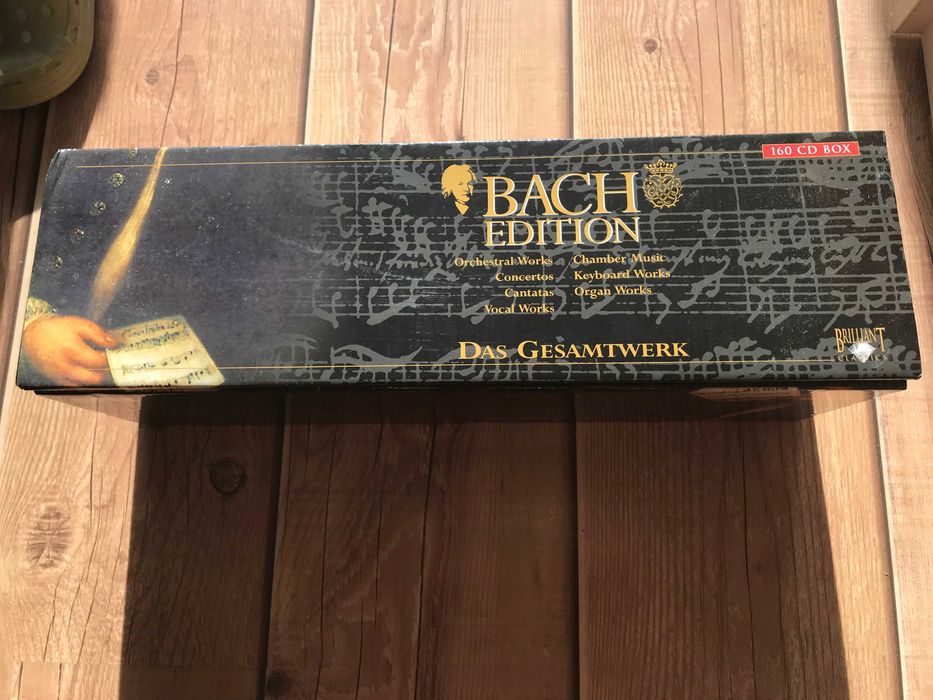 160 CD BOX
BACH
EDITION
Orchestral Works Chamber Music
Concertos Keyboard Works
Cantatas Organ Works
Vocal Works
DAS GESAMTWERK
BRILLIANT
CLASSICS